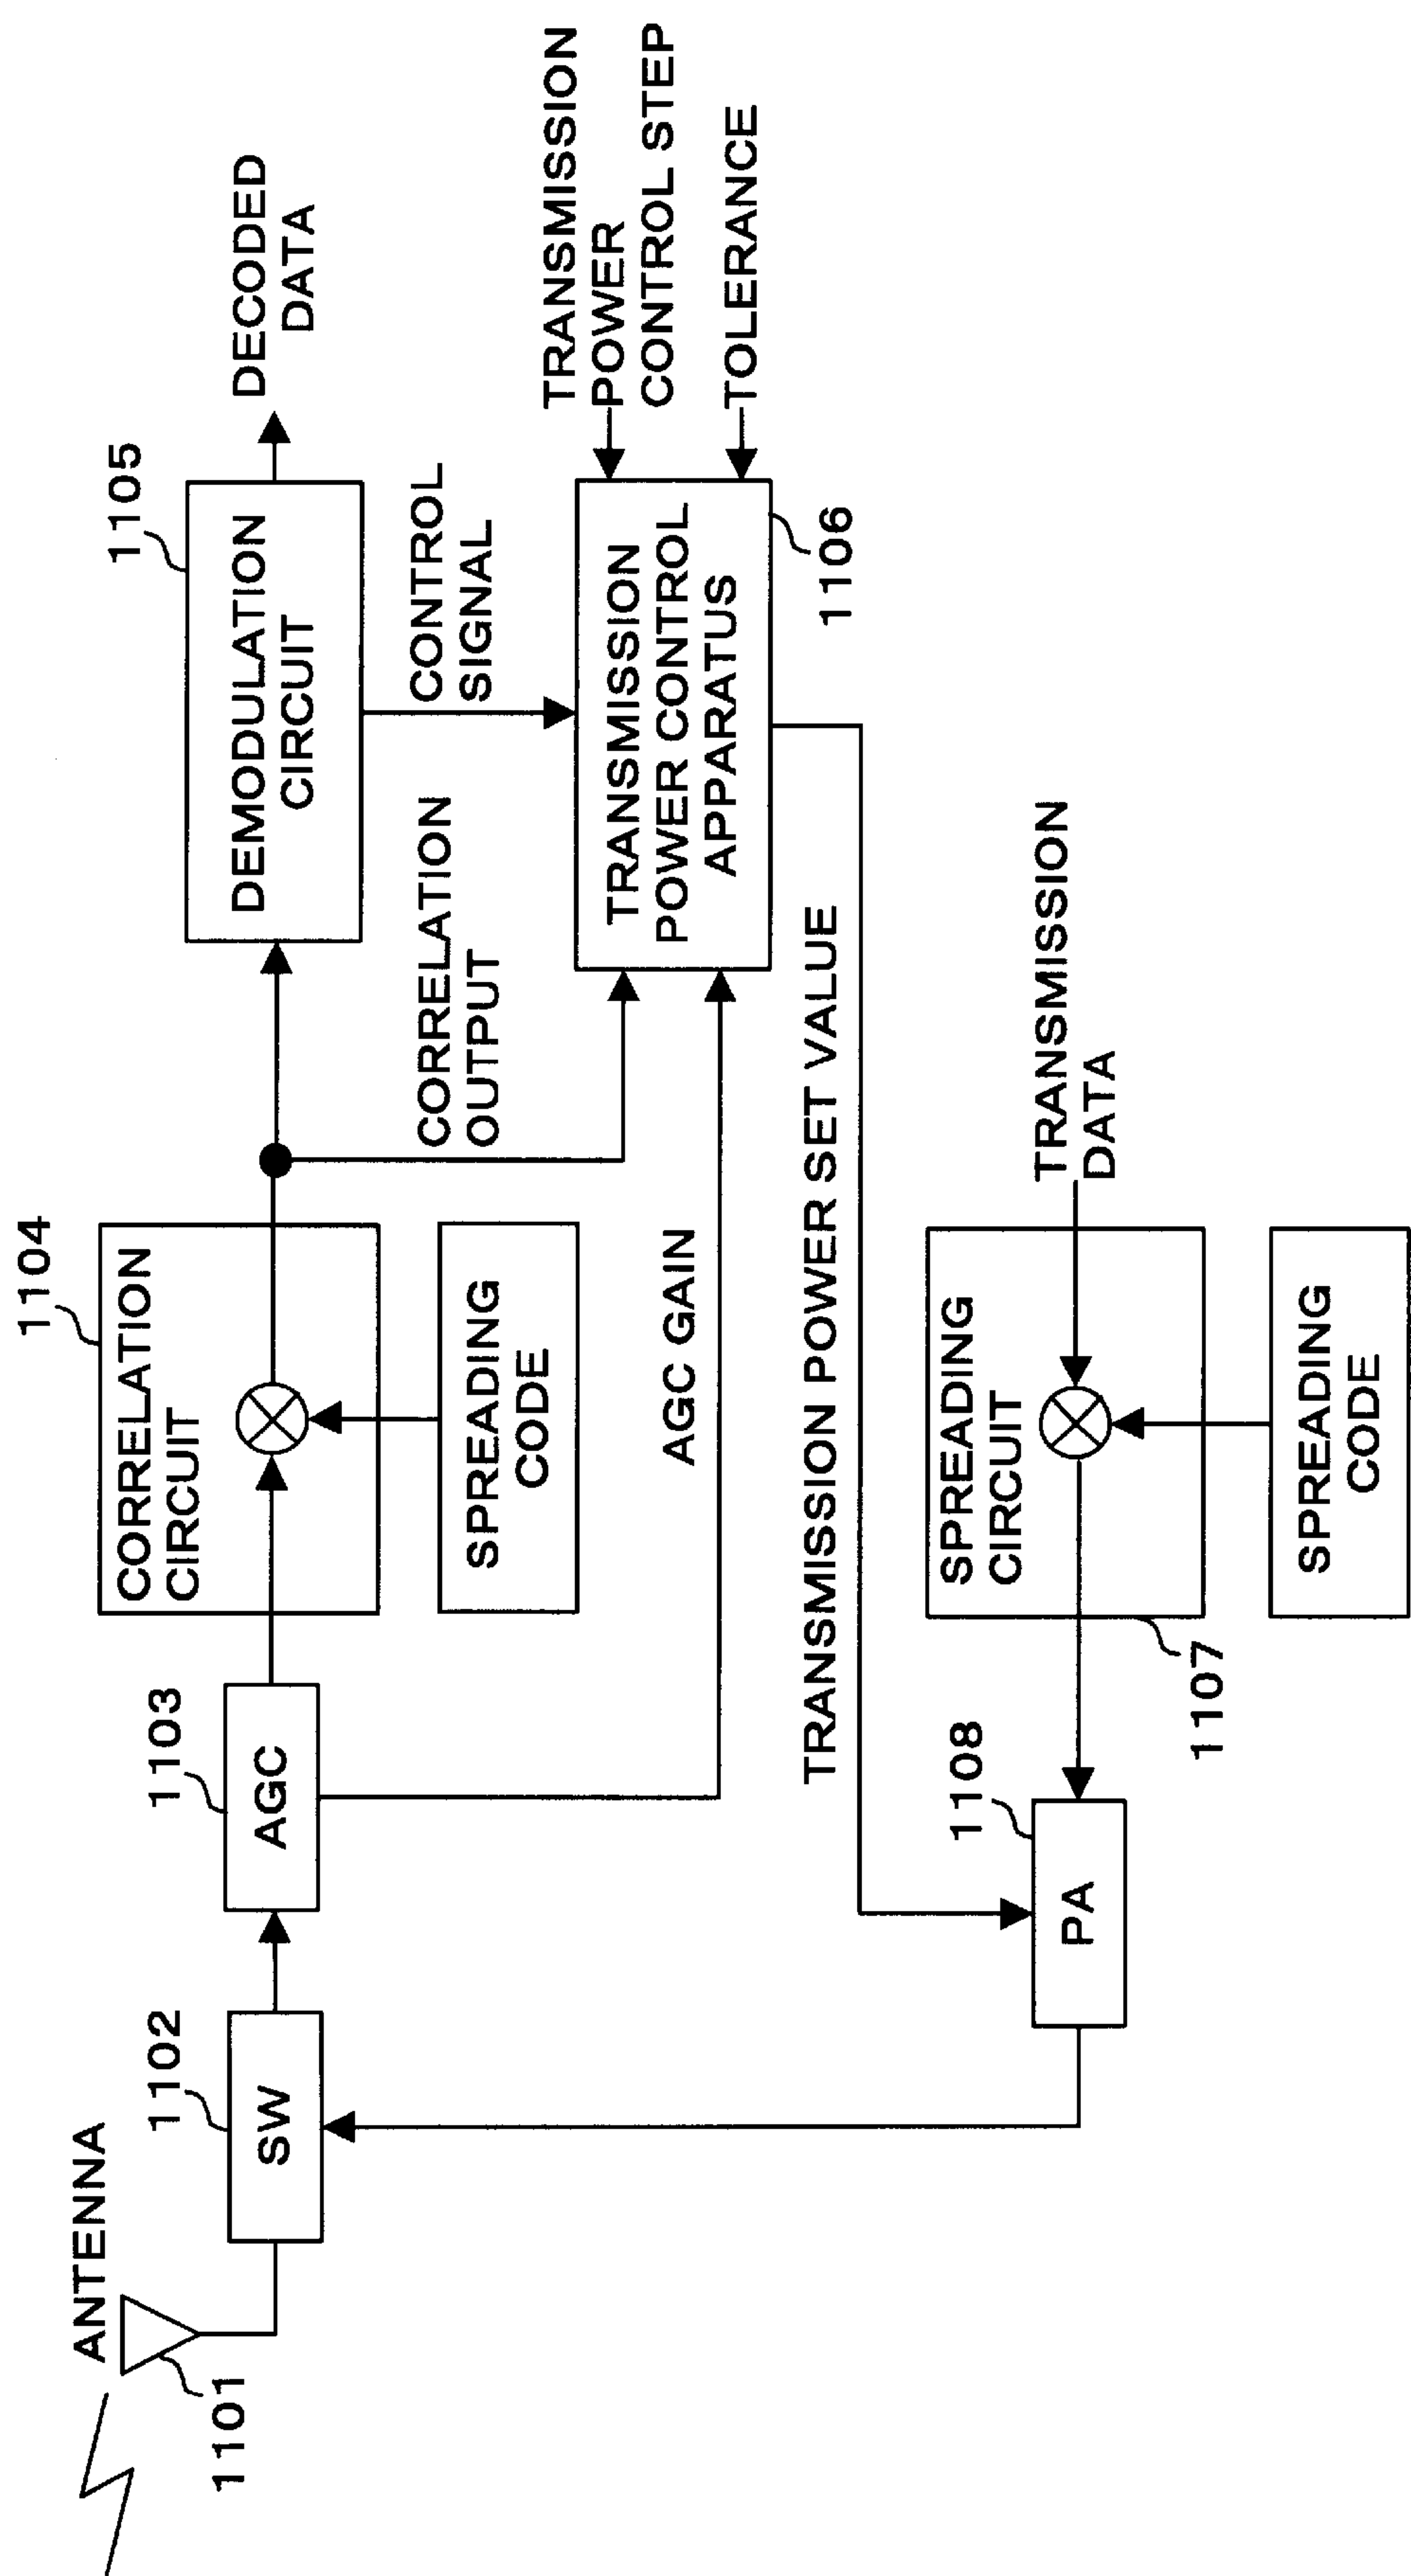 ANTENNA
1101
1102
SW
1103
AGC
1104
CORRELATION
CIRCUIT
SPREADING
CODE
1105
DEMODULATION
CIRCUIT
DECODED
DATA
CORRELATION
OUTPUT
CONTROL
SIGNAL
AGC GAIN
TRANSMISSION
POWER CONTROL
APPARATUS
1106
TRANSMISSION
POWER
CONTROL STEP
TOLERANCE
TRANSMISSION POWER SET VALUE
1108
PA
SPREADING
CIRCUIT
1107
TRANSMISSION
DATA
SPREADING
CODE